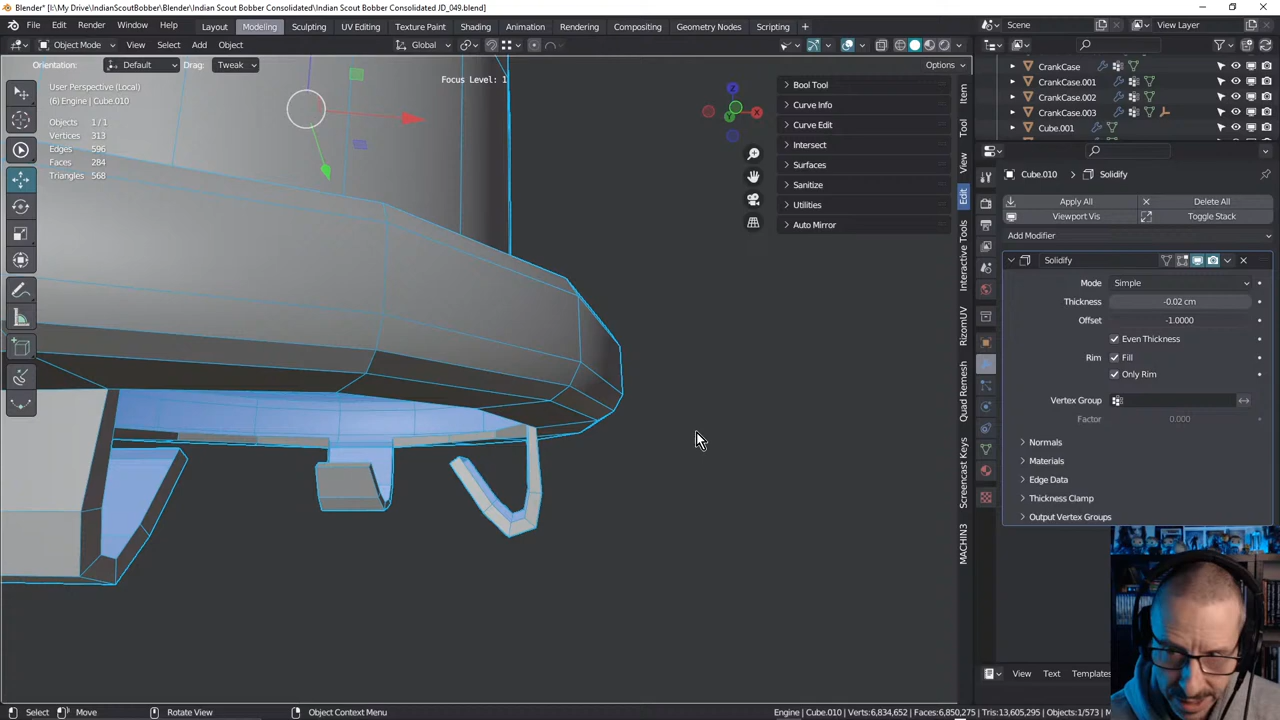 Blender* [I:\My Drive\IndianScoutBobber\Blender\Indian Scout Bobber Consolidated\Indian Scout Bobber Consolidated JD_049.blend]
File Edit Render Window Help Layout Modeling Sculpting UV Editing Texture Paint Shading Animation Rendering Compositing Geometry Nodes Scripting + Scene View Layer
Object Mode View Select Add Object Global
Orientation: Default Drag: Tweak Options
User Perspective (Local)
(6) Engine | Cube.010
Objects 1/1
Vertices 313
Edges 596
Faces 284
Triangles 568
Focus Level: 1
Z
X
Y
Bool Tool
Curve Info
Curve Edit
Intersect
Surfaces
Sanitize
Utilities
Auto Mirror
Item
Tool
View
Edit
Interactive Tools
RizomUV
Quad Remesh
Screencast Keys
MACHIN3
CrankCase
CrankCase.001
CrankCase.002
CrankCase.003
Cube.001
Cube.010 > Solidify
Apply All Delete All
Viewport Vis Toggle Stack
Add Modifier
Solidify
Mode Simple
Thickness -0.02 cm
Offset -1.0000
Even Thickness
Rim Fill
Only Rim
Vertex Group
Factor 0.000
Normals
Materials
Edge Data
Thickness Clamp
Output Vertex Groups
View Text Templates
Select Move Rotate View Object Context Menu Engine | Cube.010 | Verts:6,834,652 | Faces:6,850,275 | Tris:13,605,295 | Objects:1/573